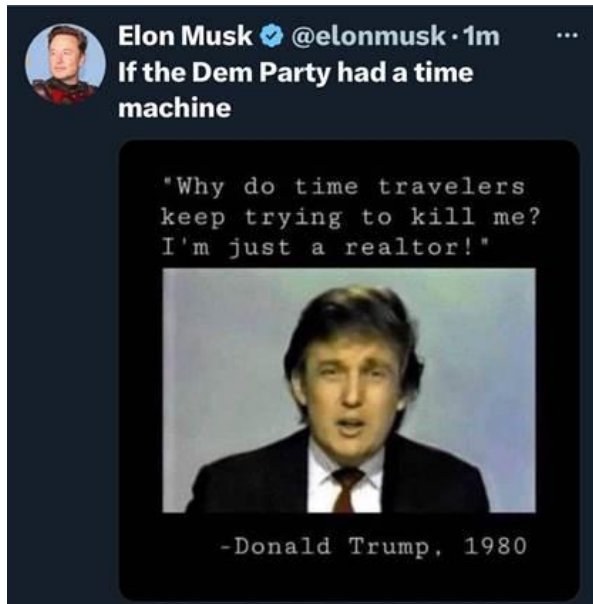 Elon Musk @elonmusk · 1m
If the Dem Party had a time
machine
"Why do time travelers
keep trying to kill me?
I'm just a realtor!"
-Donald Trump, 1980